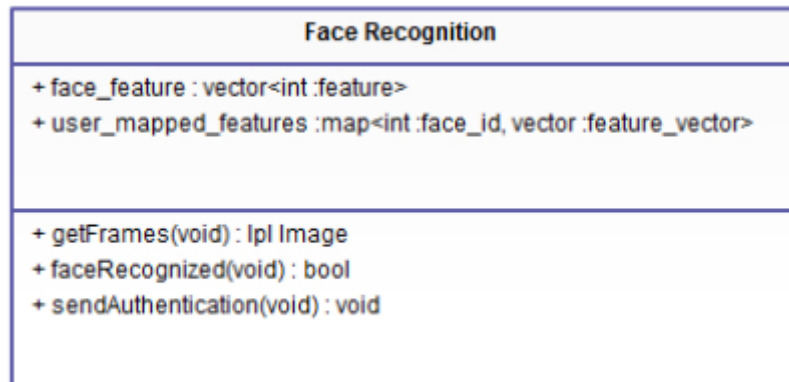 Face Recognition
+ face_feature : vector<int :feature>
+ user_mapped_features :map<int :face_id, vector :feature_vector>
+ getFrames(void) : Ipl Image
+ faceRecognized(void) : bool
+ sendAuthentication(void) : void